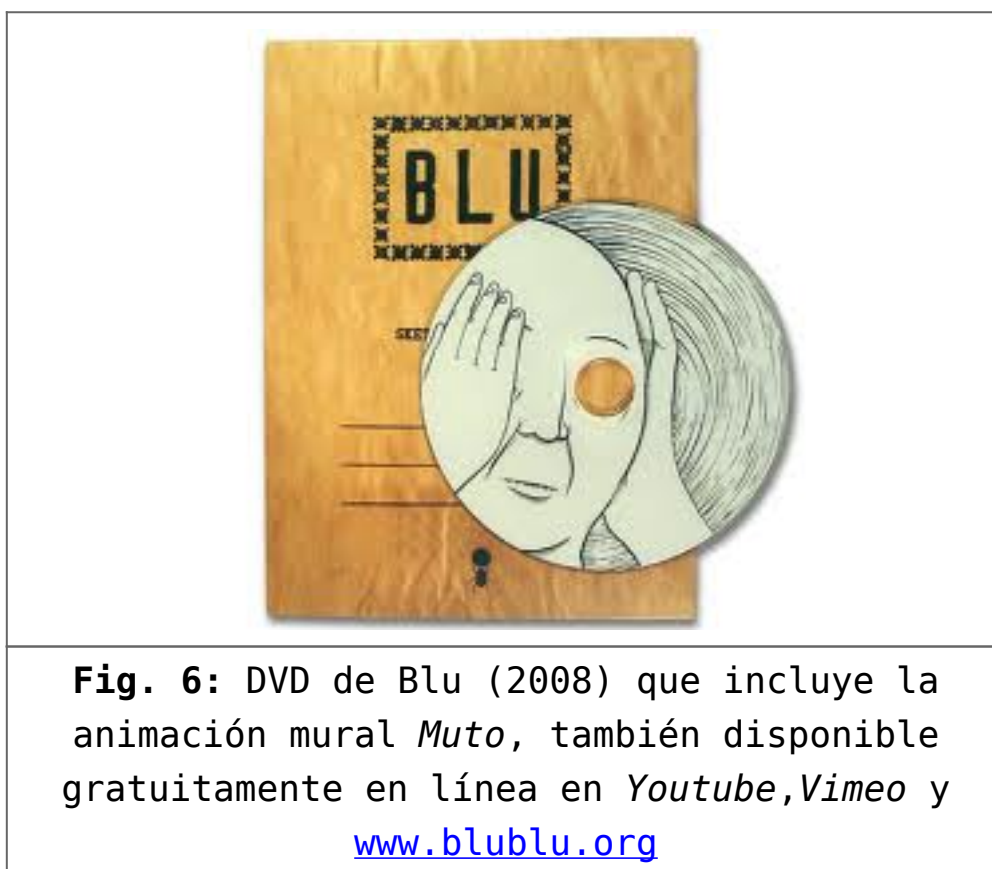 BLU
Fig. 6: DVD de Blu (2008) que incluye la
animación mural Muto, también disponible
gratuitamente en línea en Youtube,Vimeo y
www.blublu.org